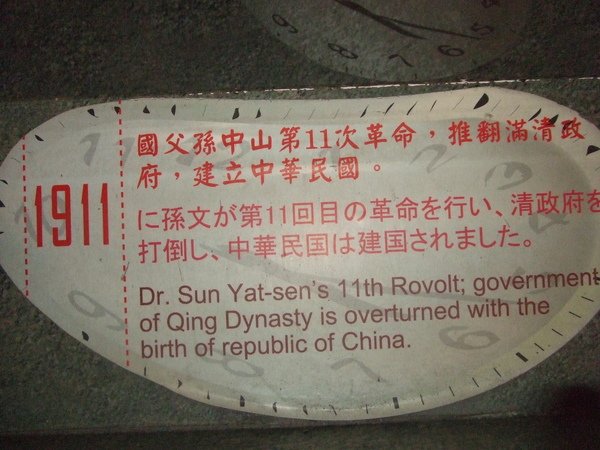 1911
國父孫中山第11次革命，推翻滿清政
府，建立中華民國。
に孫文が第11回目の革命を行い、清政府を
打倒し、中華民国は建国されました。
Dr. Sun Yat-sen's 11th Rovolt; government
of Qing Dynasty is overturned with the
birth of republic of China.